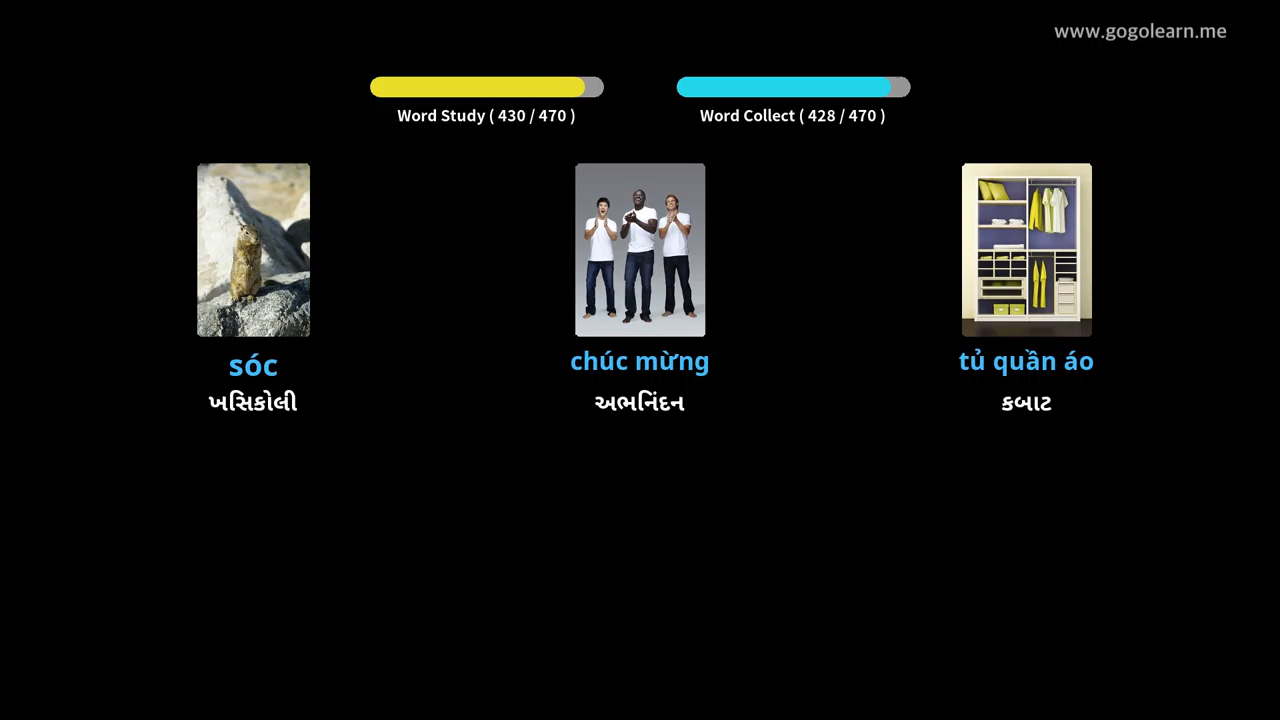 www.gogolearn.me
Word Study ( 430 / 470 )
Word Collect ( 428 / 470 )
sóc
chúc mừng
tủ quần áo
ખિસકોલી
અભિનંદન
કબાટ